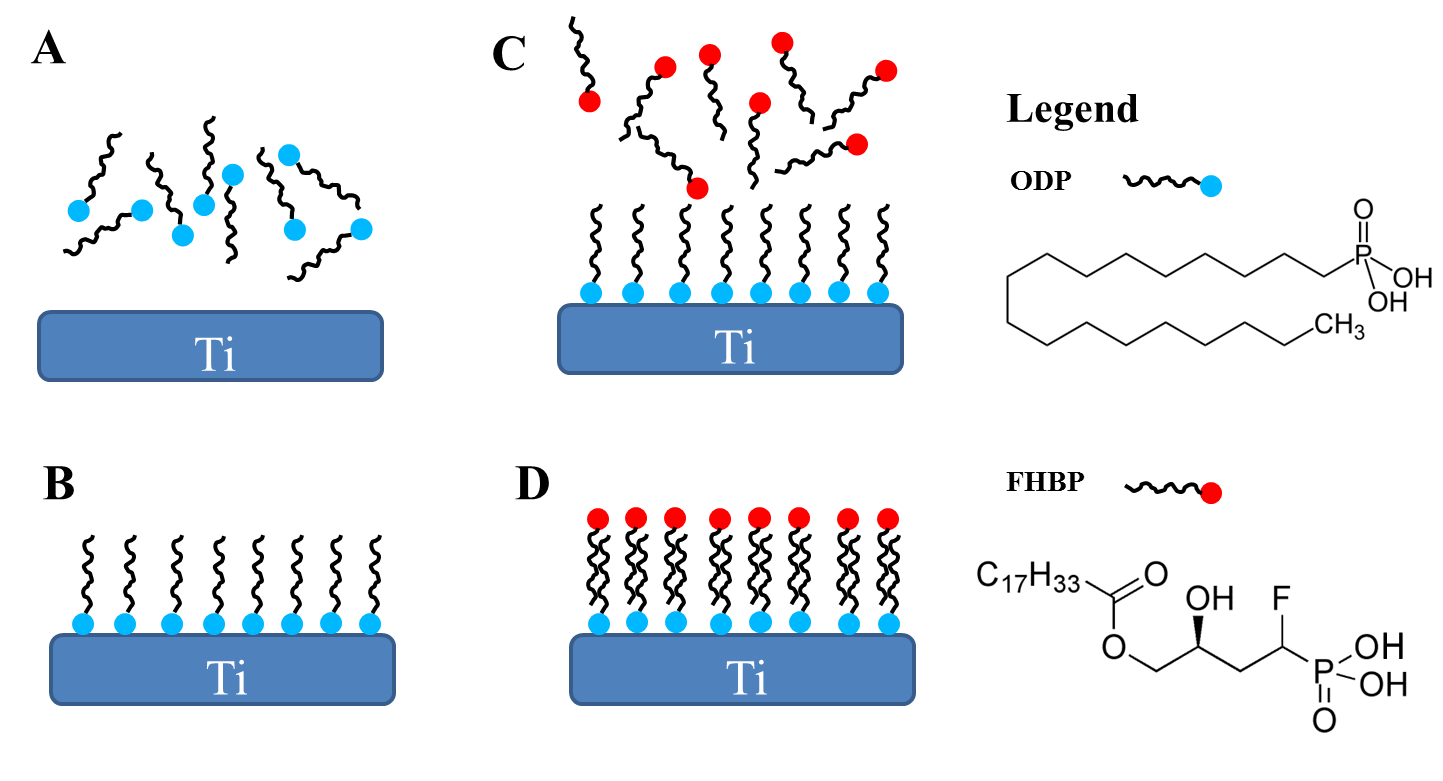 A
Ti
B
Ti
C
Ti
D
Ti
Legend
ODP
O
P
OH
OH
CH₃
FHBP
C₁₇H₃₃
O
OH
F
O
P
OH
OH
O